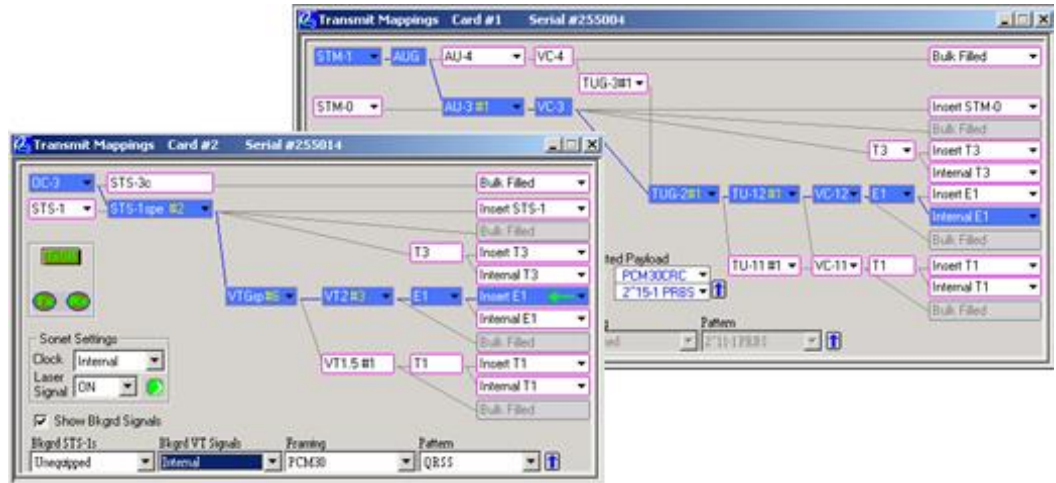 Transmit Mappings Card #1 Serial #255004
STM-1 AUG AU-4 VC-4 Bulk Filled
TUG-3#1
STM-0 AU-3 #1 VC-3 Insert STM-0
Bulk Filled
T3 Insert T3
Internal T3
TUG-2#1 TU-12 #1 VC-12 E1 Insert E1
Internal E1
Bulk Filled
TU-11 #1 VC-11 T1 Insert T1
Internal T1
Bulk Filled
Payload
PCM30CRC
2^15-1 PRBS
Pattern
2^15-1 PRBS
Transmit Mappings Card #2 Serial #255014
OC-3 STS-3c Bulk Filled
STS-1 STS-1spe #2 Insert STS-1
Bulk Filled
T3 Insert T3
Internal T3
VTGrp#6 VT2#3 E1 Insert E1
Internal E1
Bulk Filled
VT1.5 #1 T1 Insert T1
Internal T1
Bulk Filled
Sonet Settings
Clock Internal
Laser Signal ON
Show Bkgrd Signals
Bkgrd STS-1s Bkgrd VT Signals Framing Pattern
Unequipped Internal PCM30 QRSS